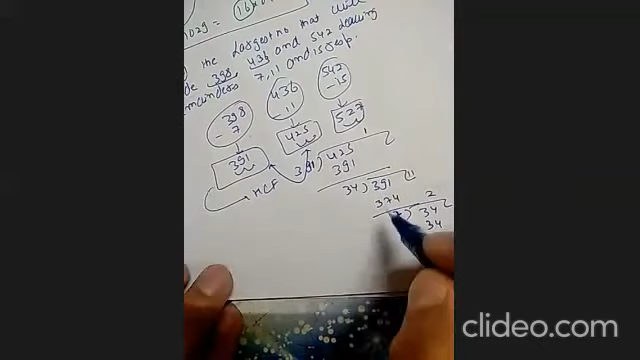 029 =
the Largest no that will
de 398, 436 and 542 leaving
remainders 7, 11 and 15 resp.
398
- 7
436
- 11
542
- 15
391
425
527
HCF
391) 425 1
391
34) 391 11
374
) 34 2
34
clideo.com